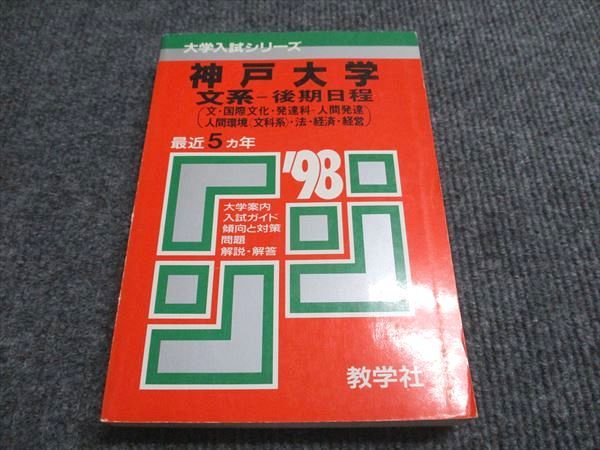 大学入試シリーズ
神戸大学
文系-後期日程
(文・国際文化・発達科-人間発達
人間環境〈文科系〉・法・経済・経営)
最近5ヵ年
'98
大学案内
入試ガイド
傾向と対策
問題
解説・解答
教学社